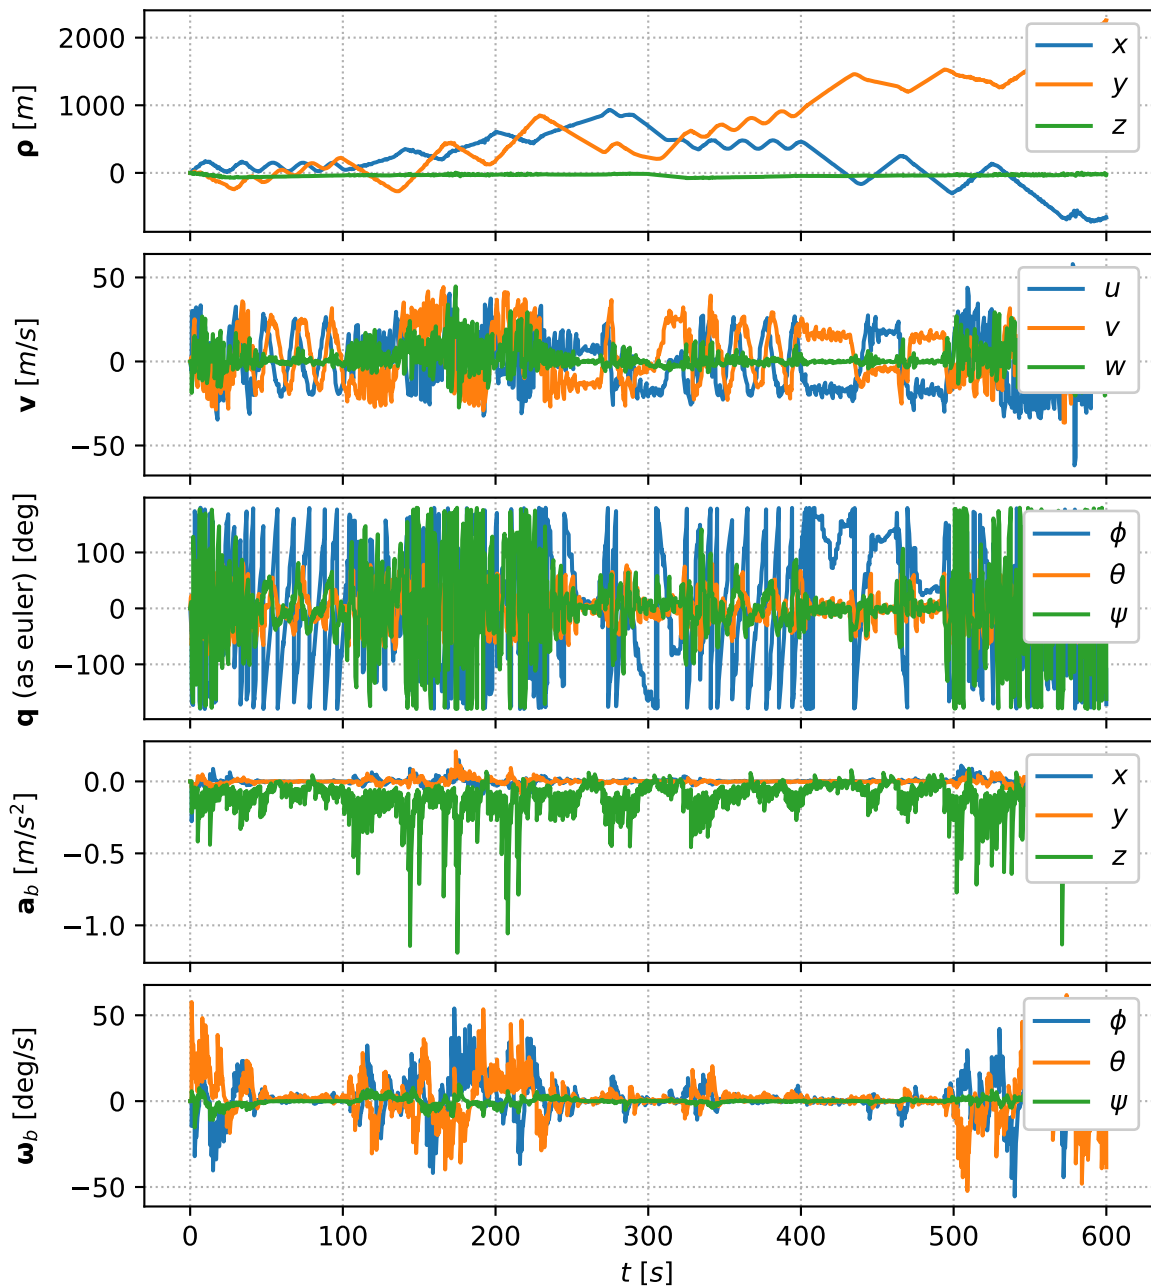 2000
1000
0
ρ [m]
x
y
z
50
0
−50
v [m/s]
u
v
w
100
0
−100
q (as euler) [deg]
ϕ
θ
ψ
0.0
−0.5
−1.0
a_b [m/s²]
x
y
z
50
0
−50
ω_b [deg/s]
ϕ
θ
ψ
0 100 200 300 400 500 600
t [s]